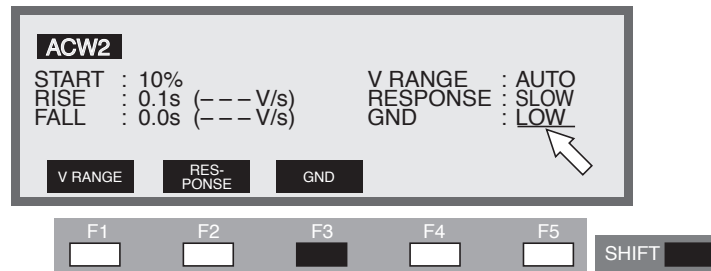 ACW2
START : 10% V RANGE : AUTO
RISE : 0.1s (– – – V/s) RESPONSE : SLOW
FALL : 0.0s (– – – V/s) GND : LOW
V RANGE RES-PONSE GND
F1 F2 F3 F4 F5
SHIFT